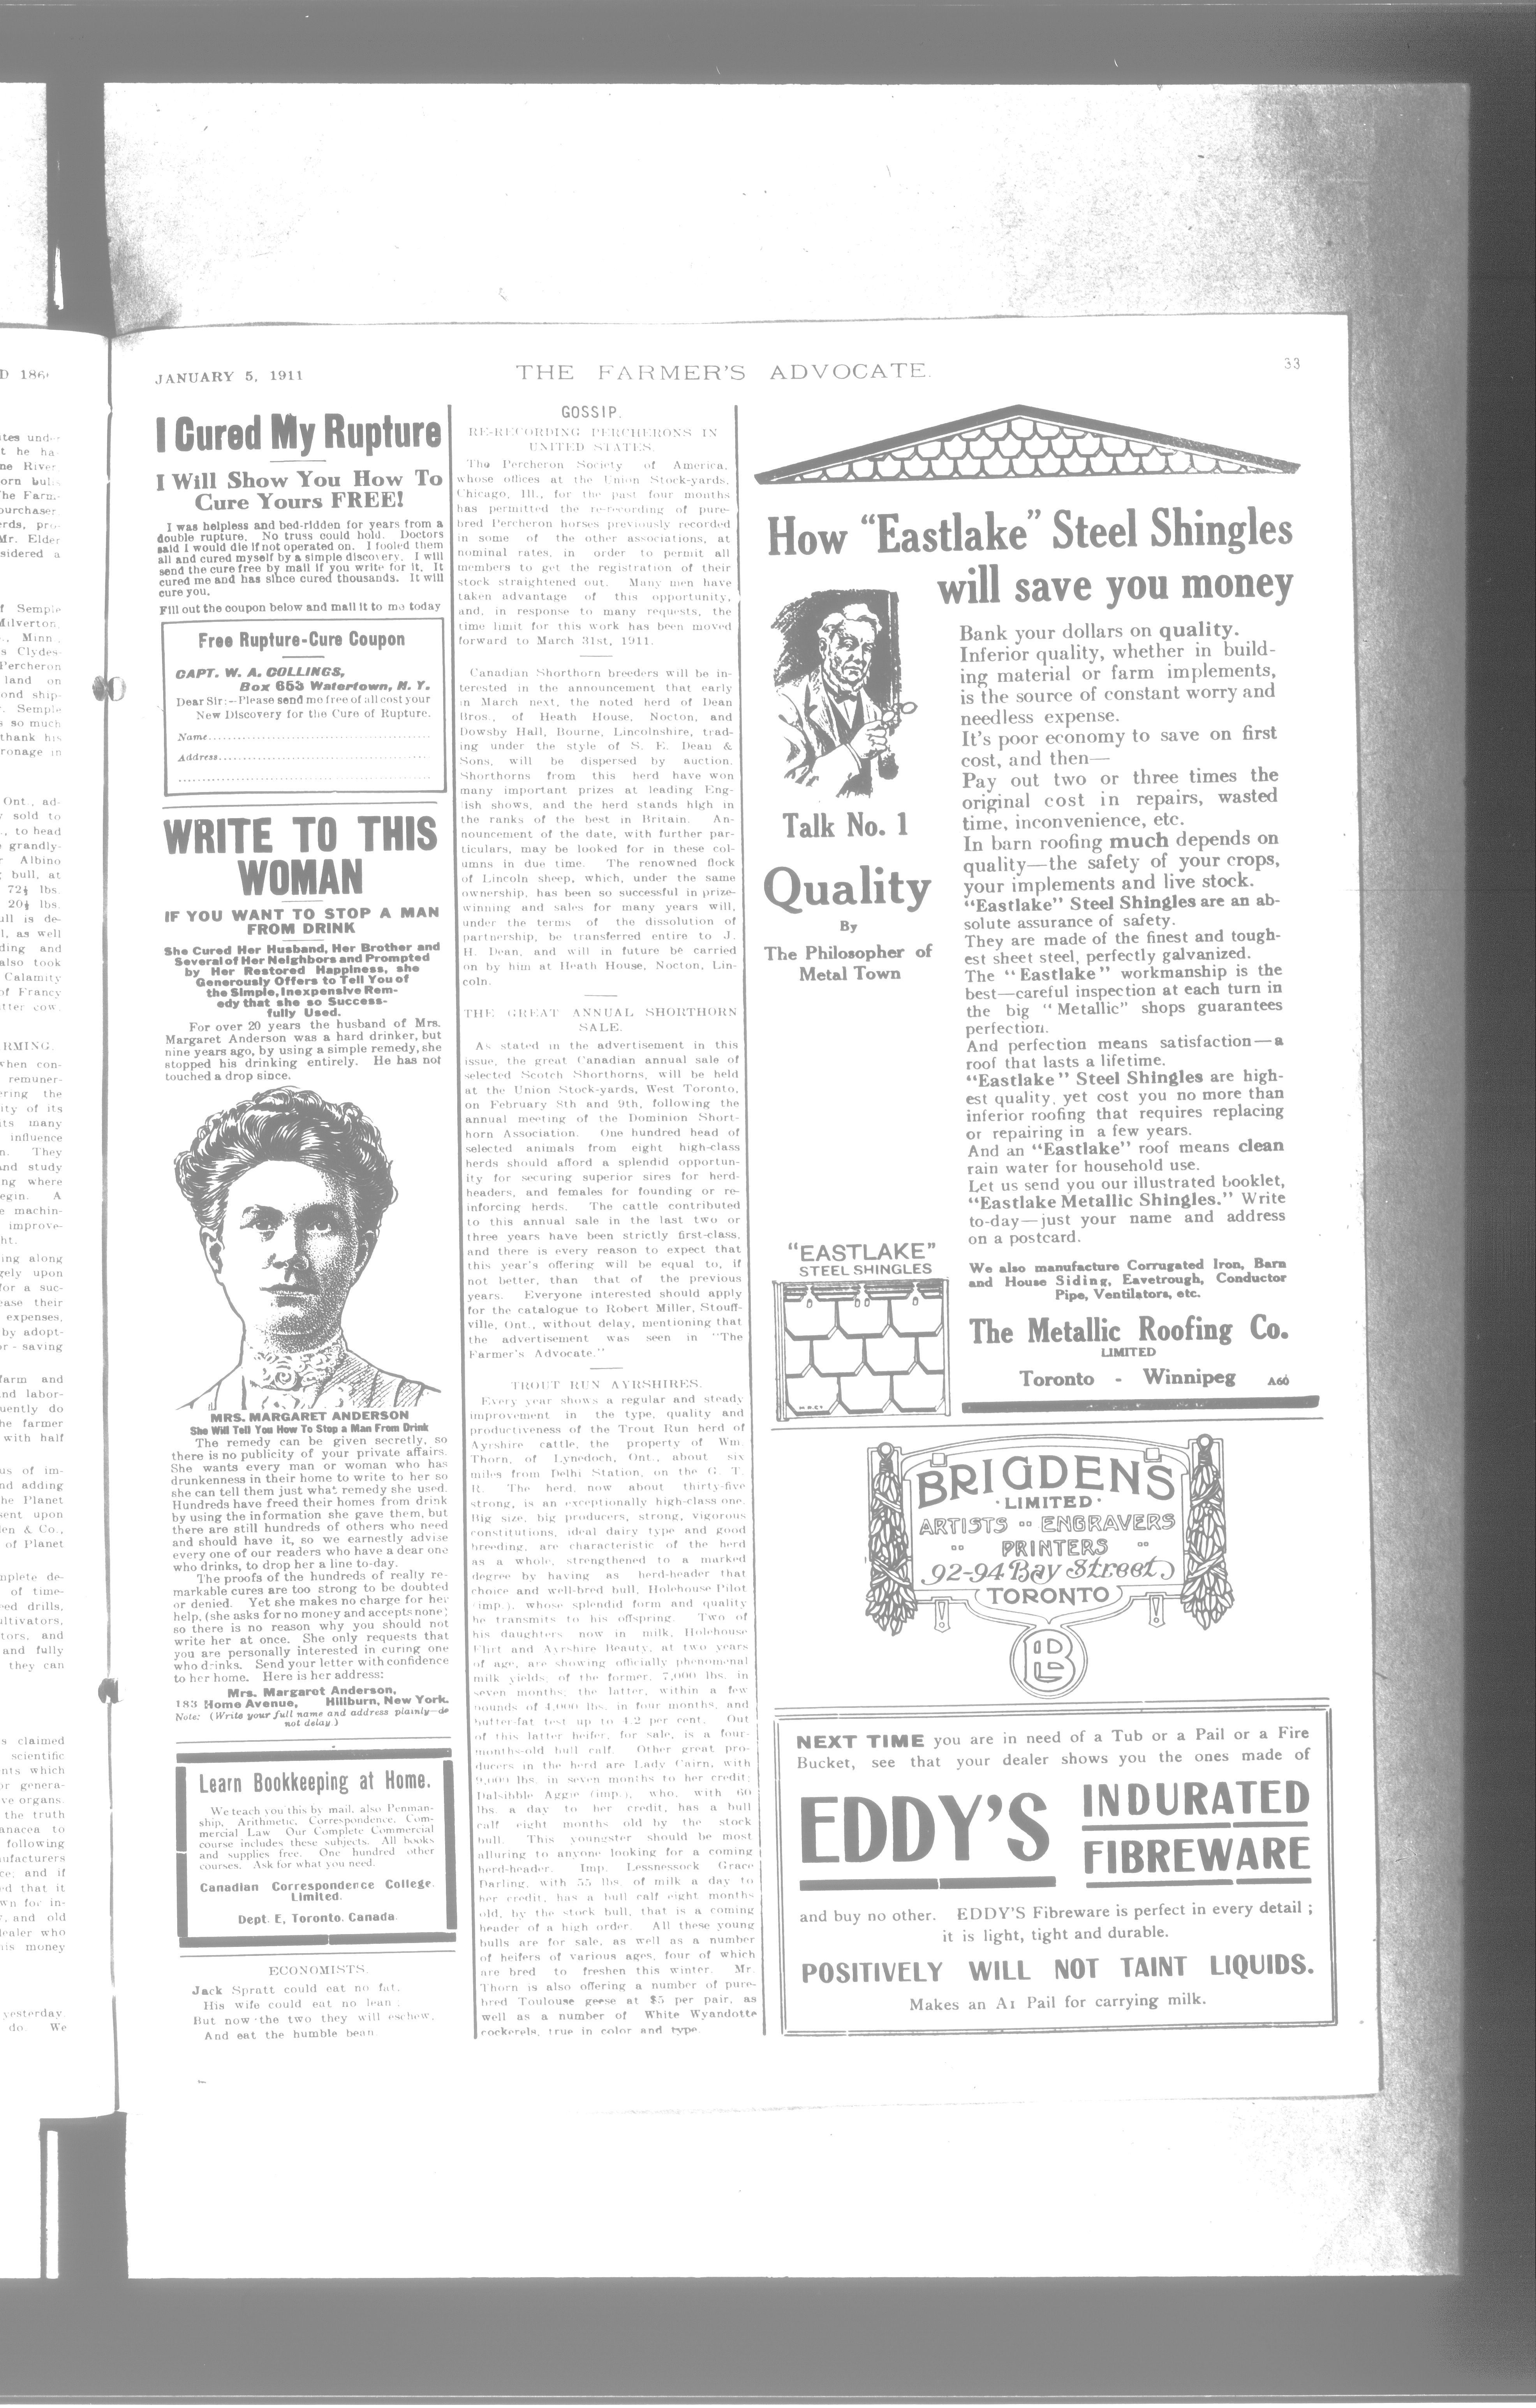 JANUARY 5, 1911
THE FARMER'S ADVOCATE.
33
I Cured My Rupture
I Will Show You How To
Cure Yours FREE!
I was helpless and bed-ridden for years from a
double rupture. No truss could hold. Doctors
said I would die if not operated on. I fooled them
all and cured myself by a simple discovery. I will
send the cure free by mail if you write for it. It
cured me and has since cured thousands. It will
cure you.
Fill out the coupon below and mail it to me today
Free Rupture-Cure Coupon
CAPT. W. A. COLLINGS,
Box 653 Watertown, N. Y.
Dear Sir:—Please send me free of all cost your
New Discovery for the Cure of Rupture.
Name
Address
WRITE TO THIS
WOMAN
IF YOU WANT TO STOP A MAN
FROM DRINK
She Cured Her Husband, Her Brother and
Several of Her Neighbors and Prompted
by Her Restored Happiness, she
Generously Offers to Tell You of
the Simple, Inexpensive Rem-
edy that she so Success-
fully Used.
For over 20 years the husband of Mrs.
Margaret Anderson was a hard drinker, but
nine years ago, by using a simple remedy, she
stopped his drinking entirely. He has not
touched a drop since.
MRS. MARGARET ANDERSON
She Will Tell You How To Stop a Man From Drink
The remedy can be given secretly, so
there is no publicity of your private affairs.
She wants every man or woman who has
drunkenness in their home to write to her so
she can tell them just what remedy she used.
Hundreds have freed their homes from drink
by using the information she gave them, but
there are still hundreds of others who need
and should have it, so we earnestly advise
every one of our readers who have a dear one
who drinks, to drop her a line to-day.
The proofs of the hundreds of really re-
markable cures are too strong to be doubted
or denied. Yet she makes no charge for her
help, (she asks for no money and accepts none)
so there is no reason why you should not
write her at once. She only requests that
you are personally interested in curing one
who drinks. Send your letter with confidence
to her home. Here is her address:
Mrs. Margaret Anderson,
183 Home Avenue, Hillburn, New York.
Note: (Write your full name and address plainly—do
not delay.)
Learn Bookkeeping at Home.
We teach you this by mail, also Penman-
ship, Arithmetic, Correspondence, Com-
mercial Law Our Complete Commercial
course includes these subjects. All books
and supplies free. One hundred other
courses. Ask for what you need.
Canadian Correspondence College.
Limited.
Dept. E, Toronto. Canada.
ECONOMISTS.
Jack Spratt could eat no fat,
His wife could eat no lean ;
But now the two they will eschew,
And eat the humble bean.
GOSSIP.
RE-RECORDING PERCHERONS IN
UNITED STATES.
The Percheron Society of America,
whose offices at the Union Stock-yards,
Chicago, Ill., for the past four months
has permitted the re-recording of pure-
bred Percheron horses previously recorded
in some of the other associations, at
nominal rates, in order to permit all
members to get the registration of their
stock straightened out. Many men have
taken advantage of this opportunity,
and, in response to many requests, the
time limit for this work has been moved
forward to March 31st, 1911.
Canadian Shorthorn breeders will be in-
terested in the announcement that early
in March next, the noted herd of Dean
Bros., of Heath House, Nocton, and
Dowsby Hall, Bourne, Lincolnshire, trad-
ing under the style of S. E. Dean &
Sons, will be dispersed by auction.
Shorthorns from this herd have won
many important prizes at leading Eng-
lish shows, and the herd stands high in
the ranks of the best in Britain. An-
nouncement of the date, with further par-
ticulars, may be looked for in these col-
umns in due time. The renowned flock
of Lincoln sheep, which, under the same
ownership, has been so successful in prize-
winning and sales for many years will,
under the terms of the dissolution of
partnership, be transferred entire to J.
H. Dean, and will in future be carried
on by him at Heath House, Nocton, Lin-
coln.
THE GREAT ANNUAL SHORTHORN
SALE.
As stated in the advertisement in this
issue, the great Canadian annual sale of
selected Scotch Shorthorns, will be held
at the Union Stock-yards, West Toronto,
on February 8th and 9th, following the
annual meeting of the Dominion Short-
horn Association. One hundred head of
selected animals from eight high-class
herds should afford a splendid opportun-
ity for securing superior sires for herd-
headers, and females for founding or re-
inforcing herds. The cattle contributed
to this annual sale in the last two or
three years have been strictly first-class,
and there is every reason to expect that
this year's offering will be equal to, if
not better, than that of the previous
years. Everyone interested should apply
for the catalogue to Robert Miller, Stouff-
ville, Ont., without delay, mentioning that
the advertisement was seen in "The
Farmer's Advocate."
TROUT RUN AYRSHIRES.
Every year shows a regular and steady
improvement in the type, quality and
productiveness of the Trout Run herd of
Ayrshire cattle, the property of Wm.
Thorn, of Lynedoch, Ont., about six
miles from Delhi Station, on the G. T.
R. The herd, now about thirty-five
strong, is an exceptionally high-class one.
Big size, big producers, strong, vigorous
constitutions, ideal dairy type and good
breeding, are characteristic of the herd
as a whole, strengthened to a marked
degree by having as herd-header that
choice and well-bred bull, Holehouse Pilot
(imp.), whose splendid form and quality
he transmits to his offspring. Two of
his daughters now in milk, Holehouse
Flirt and Ayrshire Beauty, at two years
of age, are showing officially phenomenal
milk yields; of the former, 7,000 lbs. in
seven months; the latter, within a few
pounds of 4,000 lbs. in four months, and
butter-fat test up to 4.2 per cent. Out
of this latter heifer, for sale, is a four-
months-old bull calf. Other great pro-
ducers in the herd are Lady Cairn, with
9,000 lbs. in seven months to her credit;
Dalsibble Aggie (imp.), who, with 60
lbs. a day to her credit, has a bull
calf eight months old by the stock
bull. This youngster should be most
alluring to anyone looking for a coming
herd-header. Imp. Lessnessock Grace
Darling, with 55 lbs. of milk a day to
her credit, has a bull calf eight months
old, by the stock bull, that is a coming
header of a high order. All these young
bulls are for sale, as well as a number
of heifers of various ages, four of which
are bred to freshen this winter. Mr.
Thorn is also offering a number of pure-
bred Toulouse geese at $5 per pair, as
well as a number of White Wyandotte
cockerels, true in color and type.
How "Eastlake" Steel Shingles
will save you money
Talk No. 1
Quality
By
The Philosopher of
Metal Town
Bank your dollars on quality.
Inferior quality, whether in build-
ing material or farm implements,
is the source of constant worry and
needless expense.
It's poor economy to save on first
cost, and then—
Pay out two or three times the
original cost in repairs, wasted
time, inconvenience, etc.
In barn roofing much depends on
quality—the safety of your crops,
your implements and live stock.
"Eastlake" Steel Shingles are an ab-
solute assurance of safety.
They are made of the finest and tough-
est sheet steel, perfectly galvanized.
The "Eastlake" workmanship is the
best—careful inspection at each turn in
the big "Metallic" shops guarantees
perfection.
And perfection means satisfaction—a
roof that lasts a lifetime.
"Eastlake" Steel Shingles are high-
est quality, yet cost you no more than
inferior roofing that requires replacing
or repairing in a few years.
And an "Eastlake" roof means clean
rain water for household use.
Let us send you our illustrated booklet,
"Eastlake Metallic Shingles." Write
to-day—just your name and address
on a postcard.
"EASTLAKE"
STEEL SHINGLES
We also manufacture Corrugated Iron, Barn
and House Siding, Eavetrough, Conductor
Pipe, Ventilators, etc.
The Metallic Roofing Co.
LIMITED
Toronto - Winnipeg A66
BRIGDENS
LIMITED
ARTISTS ENGRAVERS
PRINTERS
92-94 Bay Street
TORONTO
NEXT TIME you are in need of a Tub or a Pail or a Fire
Bucket, see that your dealer shows you the ones made of
EDDY'S INDURATED
FIBREWARE
and buy no other. EDDY'S Fibreware is perfect in every detail ;
it is light, tight and durable.
POSITIVELY WILL NOT TAINT LIQUIDS.
Makes an A1 Pail for carrying milk.